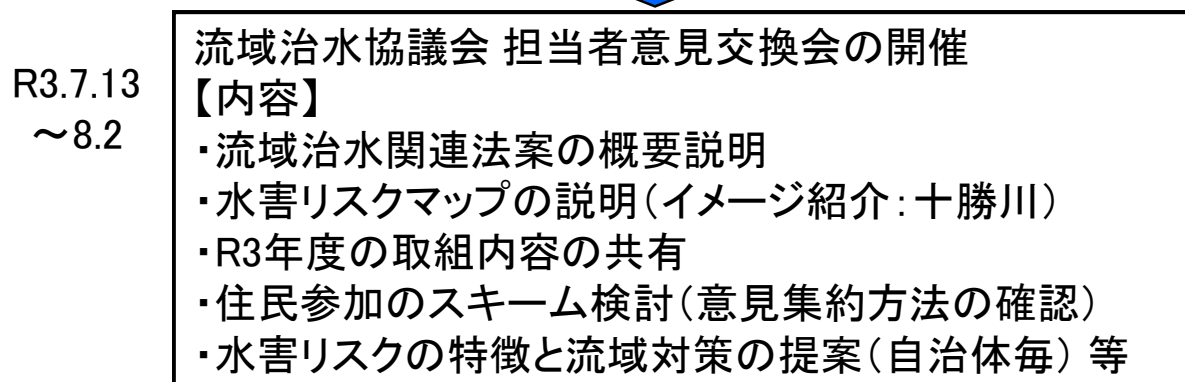 R3.7.13
～8.2
流域治水協議会 担当者意見交換会の開催
【内容】
・流域治水関連法案の概要説明
・水害リスクマップの説明（イメージ紹介：十勝川）
・R3年度の取組内容の共有
・住民参加のスキーム検討（意見集約方法の確認）
・水害リスクの特徴と流域対策の提案（自治体毎） 等